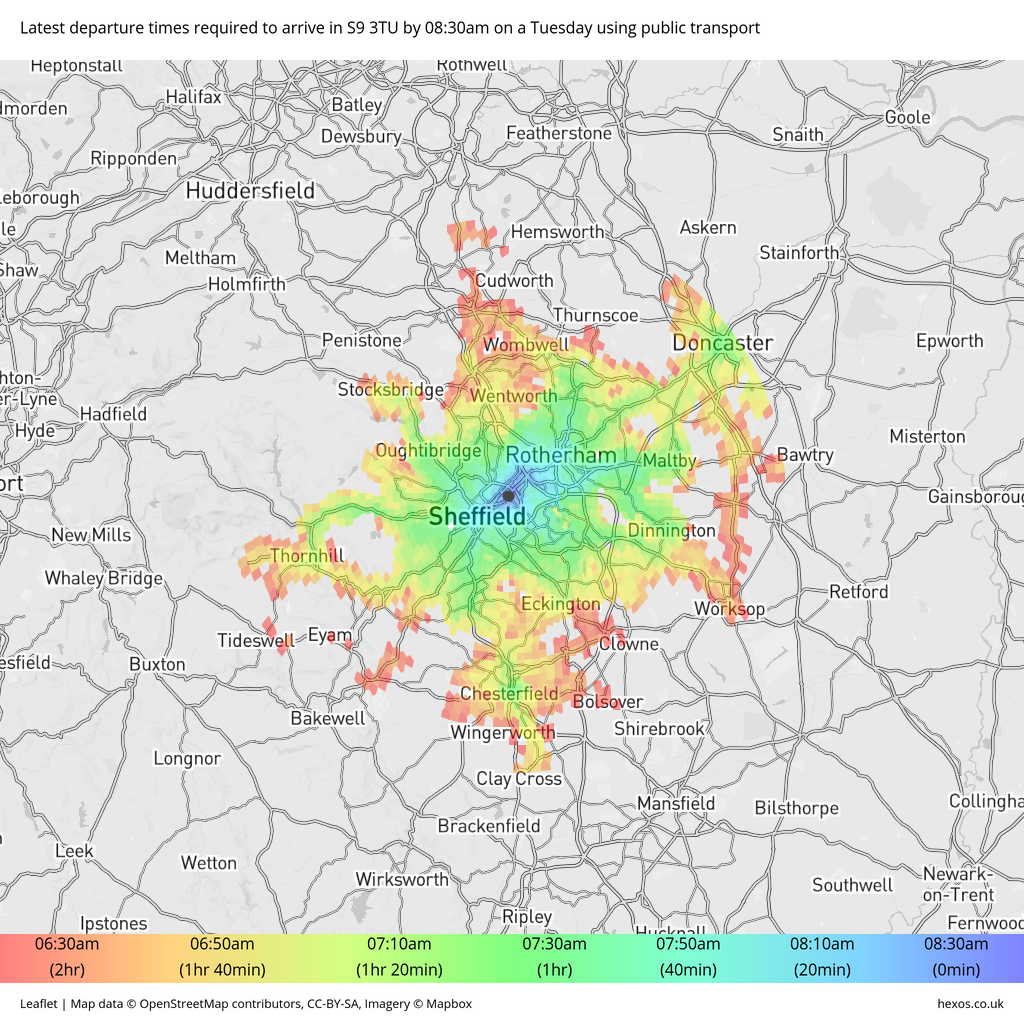 Latest departure times required to arrive in S9 3TU by 08:30am on a Tuesday using public transport
Heptonstall
Rothwell
Halifax
Batley
dmorden
Goole
Dewsbury
Featherstone
Snaith
Ripponden
Huddersfield
leborough
le
Hemsworth
Askern
Stainforth
Meltham
Shaw
Holmfirth
Cudworth
Thurnscoe
Penistone
Wombwell
Doncaster
Epworth
hton-
er-Lyne
Stocksbridge
Wentworth
Hadfield
Hyde
Misterton
Oughtibridge
Rotherham
Maltby
Bawtry
ort
Gainsboroug
Sheffield
New Mills
Dinnington
Thornhill
Whaley Bridge
Retford
Eckington
Worksop
Tideswell
Eyam
Clowne
esfield
Buxton
Chesterfield
Bolsover
Bakewell
Wingerworth
Shirebrook
Longnor
Clay Cross
Mansfield
Bilsthorpe
Collingha
Brackenfield
Leek
Wetton
Wirksworth
Southwell
Newark-
on-Trent
Ipstones
Ripley
Hucknall
Fernwood
06:30am 06:50am 07:10am 07:30am 07:50am 08:10am 08:30am
(2hr) (1hr 40min) (1hr 20min) (1hr) (40min) (20min) (0min)
Leaflet | Map data © OpenStreetMap contributors, CC-BY-SA, Imagery © Mapbox hexos.co.uk